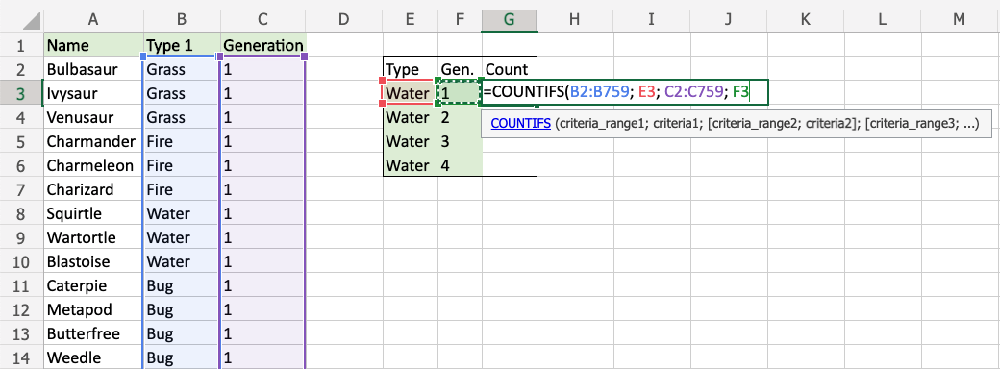 A B C D E F G H I J K L M
1 Name Type 1 Generation
2 Bulbasaur Grass 1 Type Gen. Count
3 Ivysaur Grass 1 Water 1 =COUNTIFS(B2:B759; E3; C2:C759; F3
4 Venusaur Grass 1 Water 2 COUNTIFS (criteria_range1; criteria1; [criteria_range2; criteria2]; [criteria_range3; ...)
5 Charmander Fire 1 Water 3
6 Charmeleon Fire 1 Water 4
7 Charizard Fire 1
8 Squirtle Water 1
9 Wartortle Water 1
10 Blastoise Water 1
11 Caterpie Bug 1
12 Metapod Bug 1
13 Butterfree Bug 1
14 Weedle Bug 1